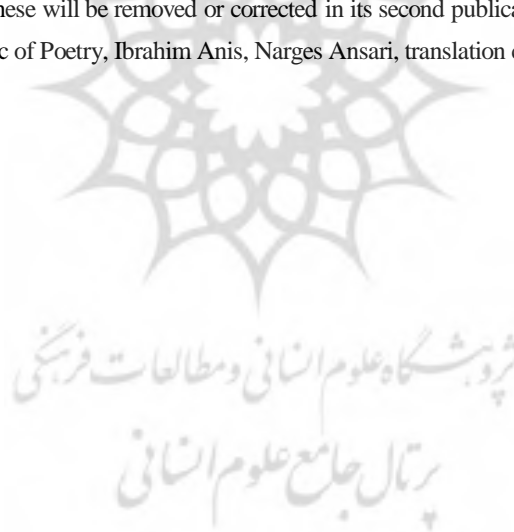 hese will be removed or corrected in its second publica
c of Poetry, Ibrahim Anis, Narges Ansari, translation
پژوهشگاه علوم انسانی و مطالعات فرهنگی
پرتال جامع علوم انسانی